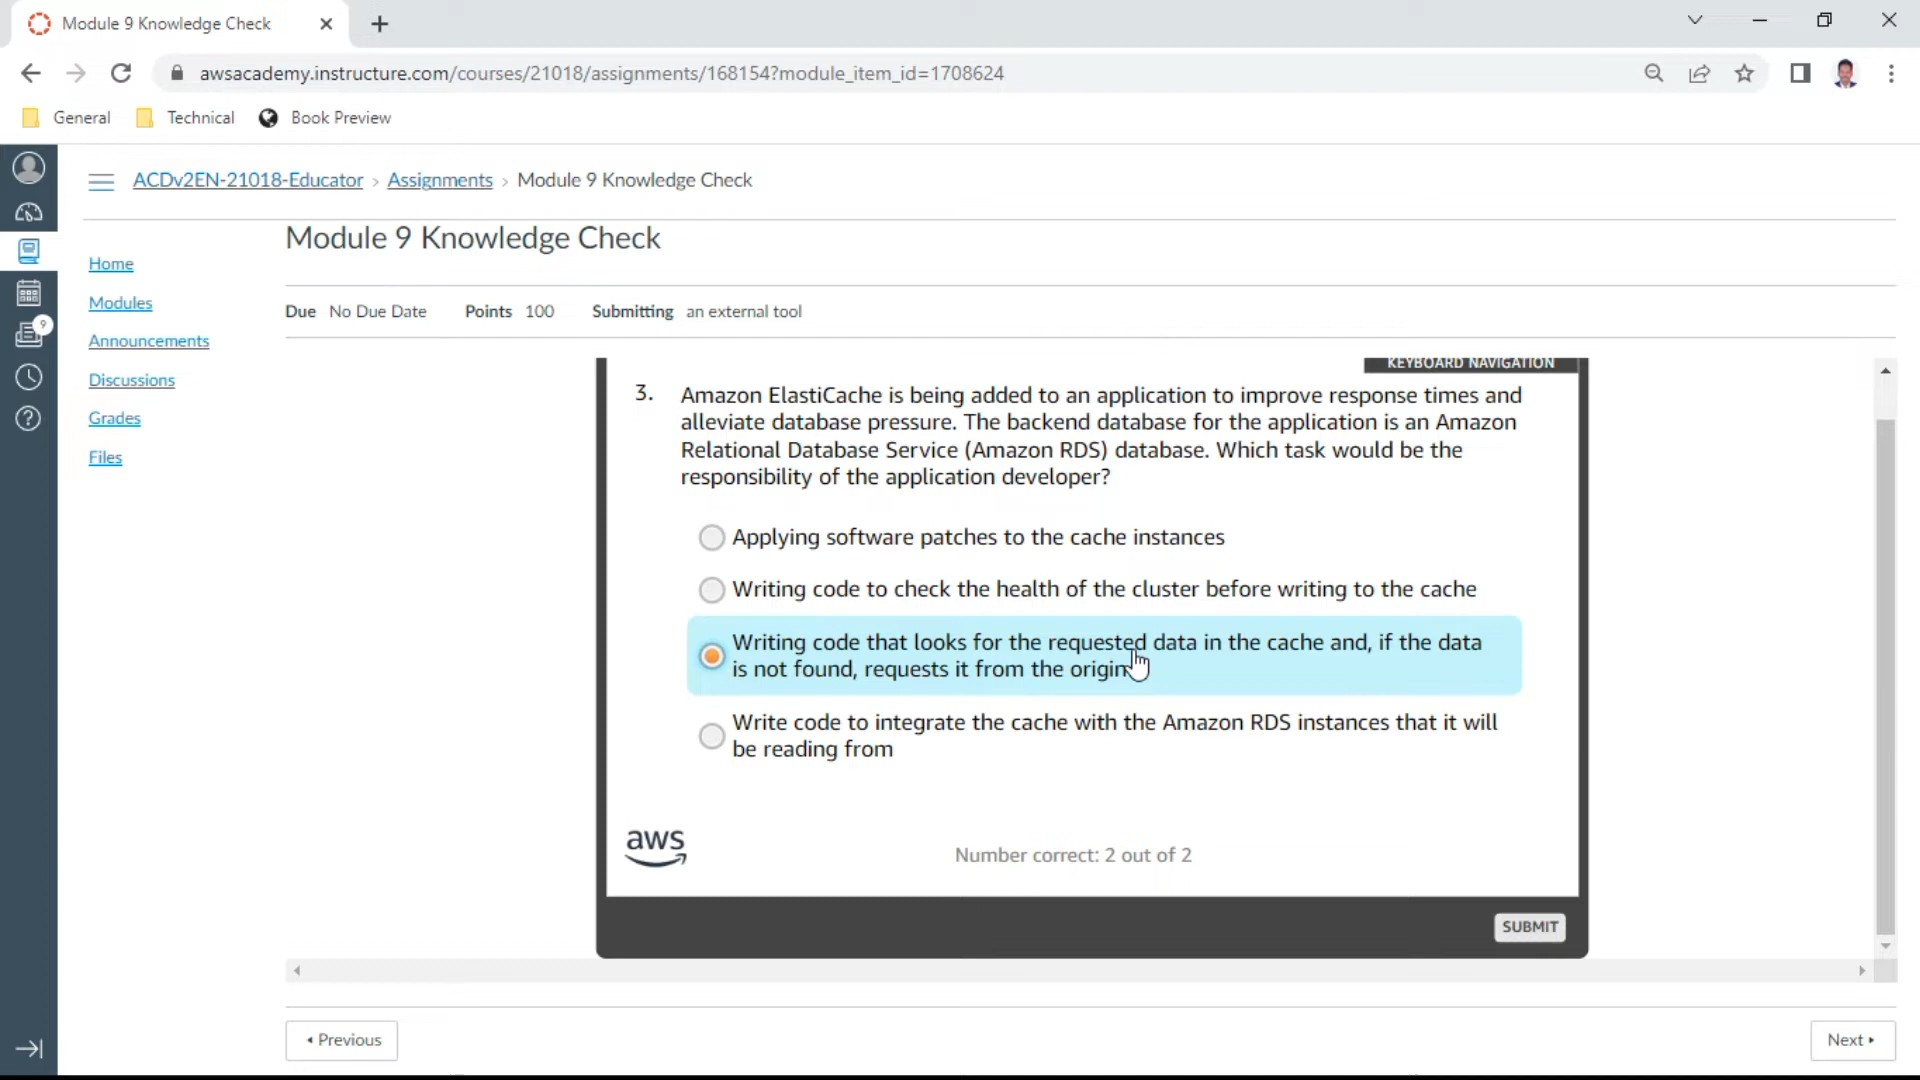 Module 9 Knowledge Check
awsacademy.instructure.com/courses/21018/assignments/168154?module_item_id=1708624
General Technical Book Preview
ACDv2EN-21018-Educator › Assignments › Module 9 Knowledge Check
Module 9 Knowledge Check
Home
Modules
9
Announcements
Discussions
Grades
Files
Due No Due Date Points 100 Submitting an external tool
KEYBOARD NAVIGATION
3. Amazon ElastiCache is being added to an application to improve response times and
alleviate database pressure. The backend database for the application is an Amazon
Relational Database Service (Amazon RDS) database. Which task would be the
responsibility of the application developer?
Applying software patches to the cache instances
Writing code to check the health of the cluster before writing to the cache
Writing code that looks for the requested data in the cache and, if the data
is not found, requests it from the origin
Write code to integrate the cache with the Amazon RDS instances that it will
be reading from
aws
Number correct: 2 out of 2
SUBMIT
Previous
Next